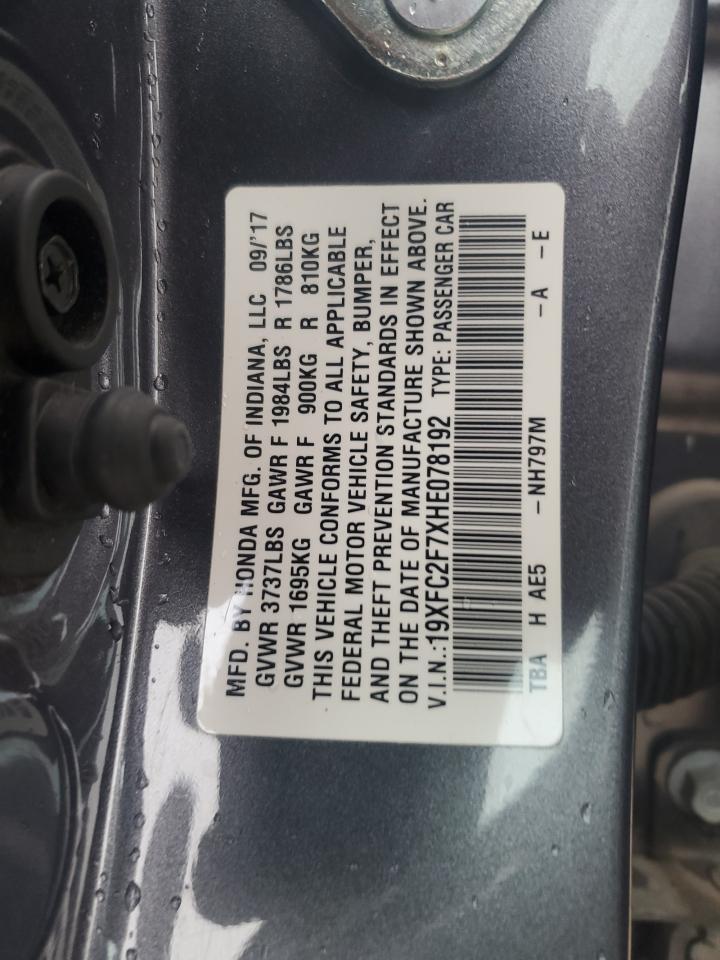 MFD. BY HONDA MFG. OF INDIANA, LLC 09/'17
GVWR 3737LBS GAWR F 1984LBS R 1786LBS
GVWR 1695KG GAWR F 900KG R 810KG
THIS VEHICLE CONFORMS TO ALL APPLICABLE
FEDERAL MOTOR VEHICLE SAFETY, BUMPER,
AND THEFT PREVENTION STANDARDS IN EFFECT
ON THE DATE OF MANUFACTURE SHOWN ABOVE.
V.I.N.:19XFC2F7XHE078192 TYPE: PASSENGER CAR
TBA H AE5 -NH797M -A -E